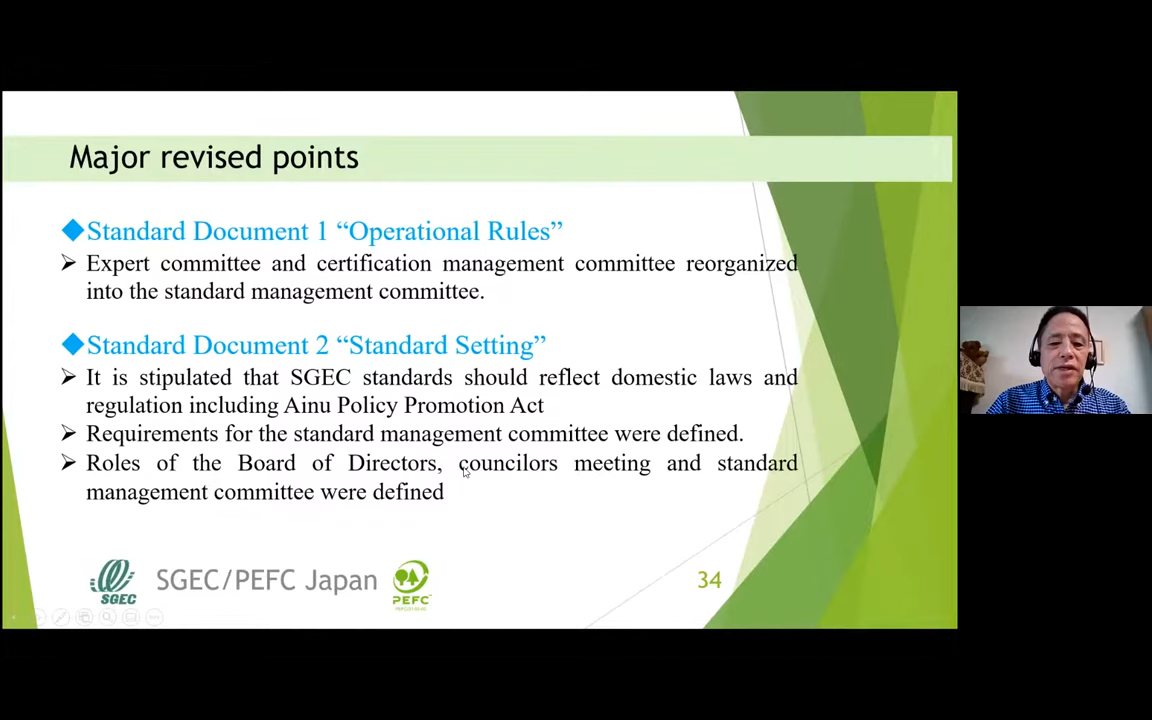 Major revised points
◆Standard Document 1 “Operational Rules”
➢ Expert committee and certification management committee reorganized
into the standard management committee.
◆Standard Document 2 “Standard Setting”
➢ It is stipulated that SGEC standards should reflect domestic laws and
regulation including Ainu Policy Promotion Act
➢ Requirements for the standard management committee were defined.
➢ Roles of the Board of Directors, councilors meeting and standard
management committee were defined
SGEC
SGEC/PEFC Japan
PEFC
34